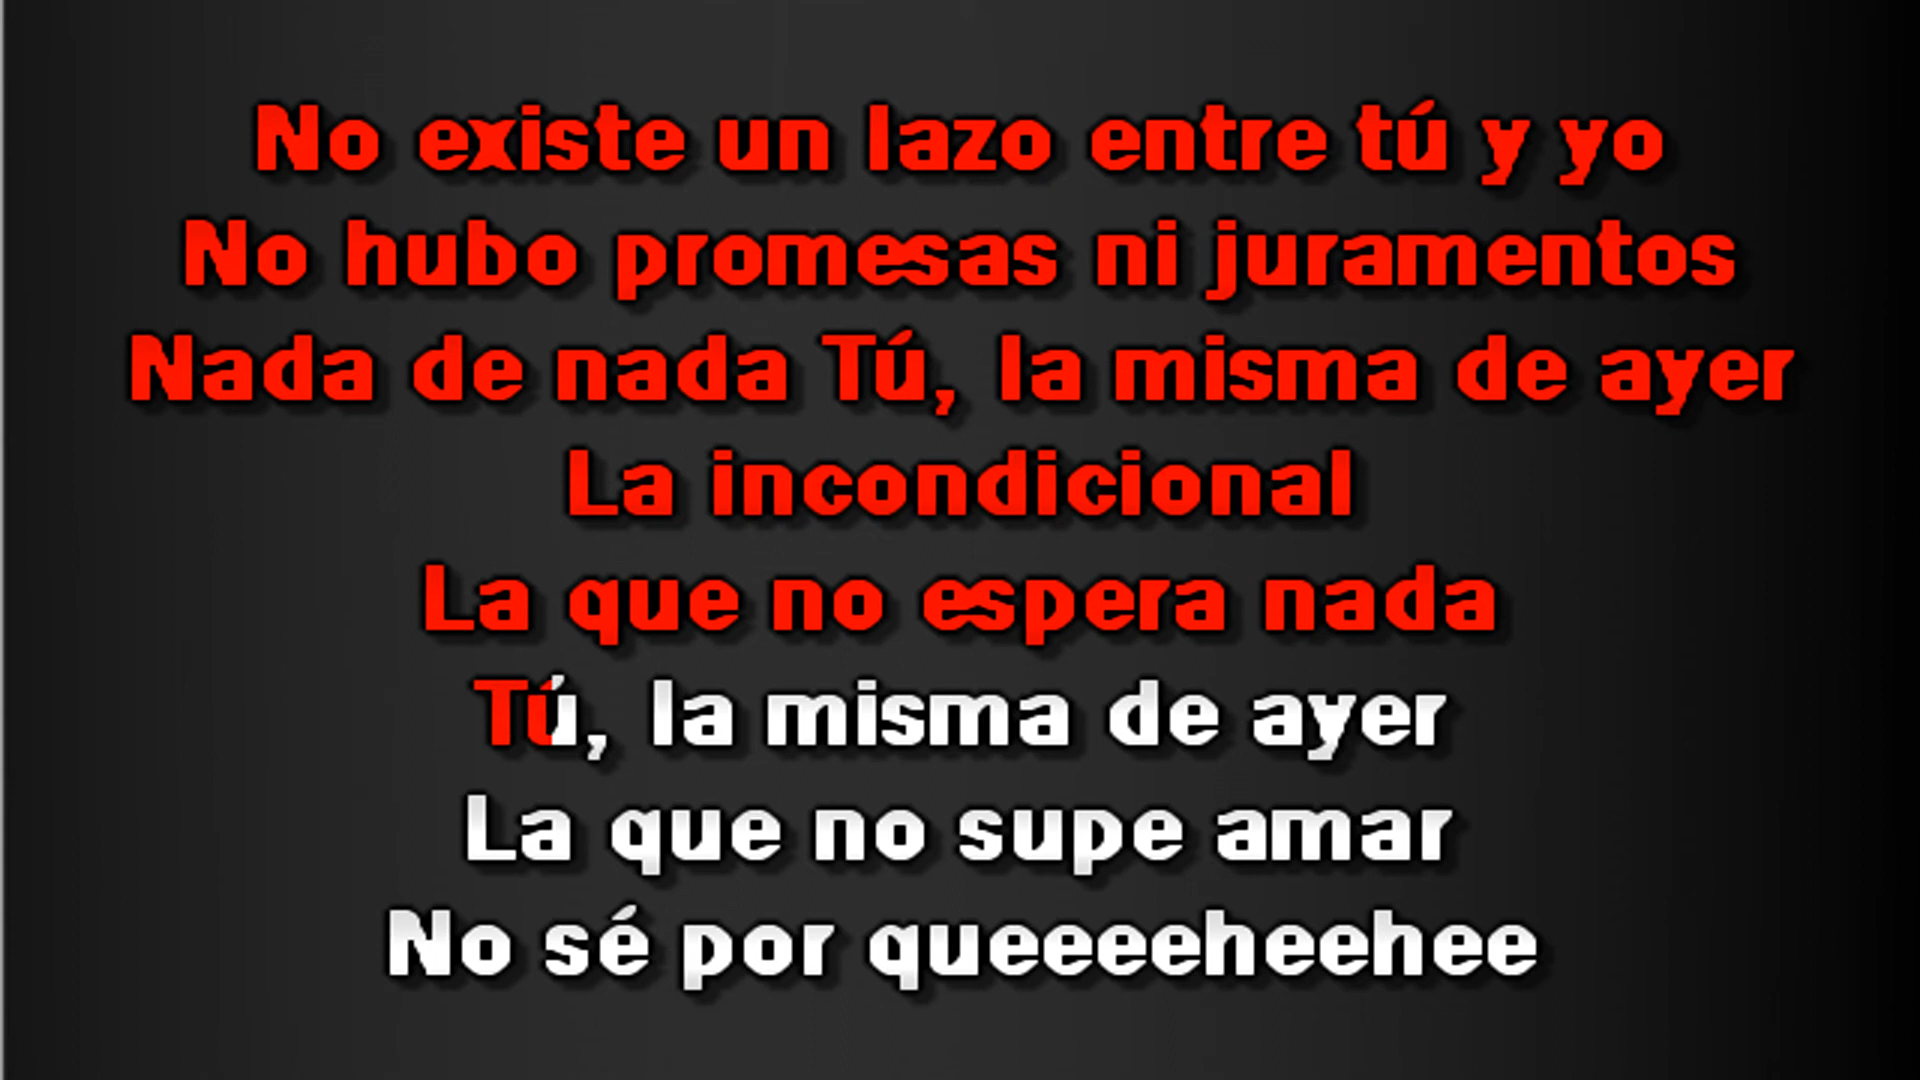 No existe un lazo entre tú y yo
No hubo promesas ni juramentos
Nada de nada Tú, la misma de ayer
La incondicional
La que no espera nada
Tú, la misma de ayer
La que no supe amar
No sé por queeeeeheehee